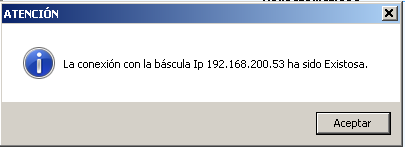 ATENCIÓN
La conexión con la báscula Ip 192.168.200.53 ha sido Existosa.
Aceptar